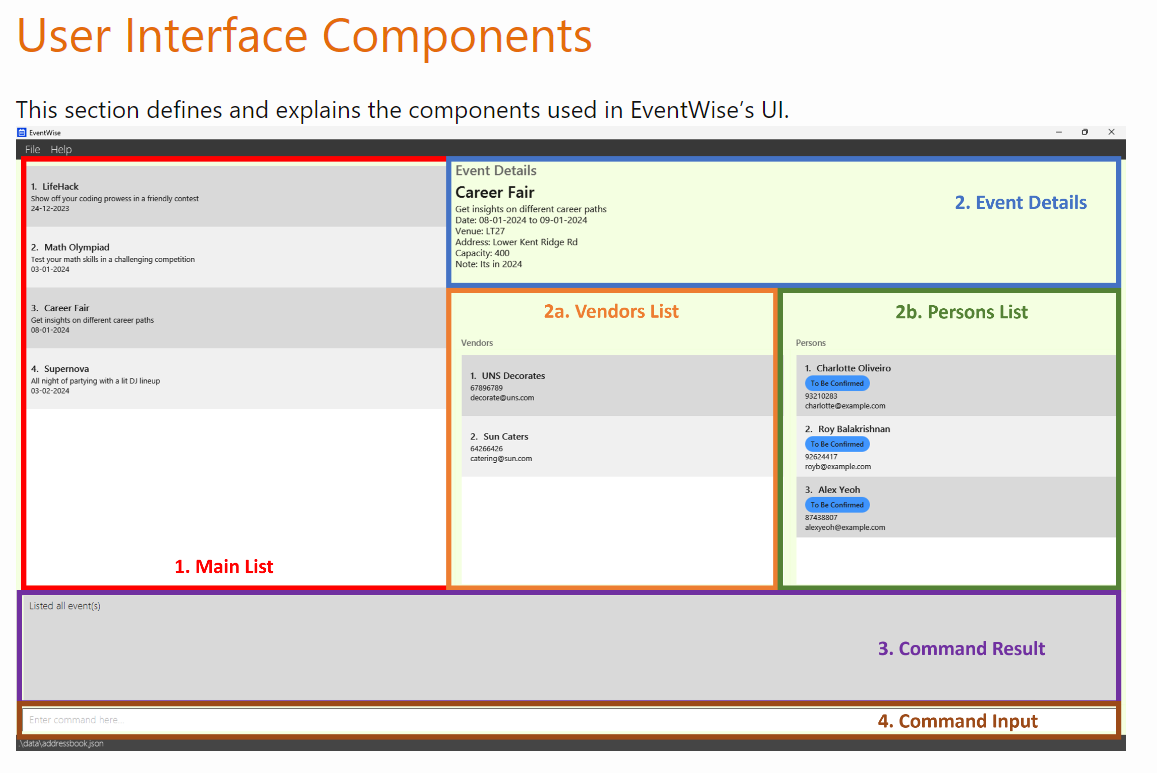 User Interface Components
This section defines and explains the components used in EventWise's UI.
EventWise
File Help
1. LifeHack
Show off your coding prowess in a friendly contest
24-12-2023
2. Math Olympiad
Test your math skills in a challenging competition
03-01-2024
3. Career Fair
Get insights on different career paths
08-01-2024
4. Supernova
All night of partying with a lit DJ lineup
03-02-2024
1. Main List
Event Details
Career Fair
Get insights on different career paths
Date: 08-01-2024 to 09-01-2024
Venue: LT27
Address: Lower Kent Ridge Rd
Capacity: 400
Note: Its in 2024
2. Event Details
2a. Vendors List
Vendors
1. UNS Decorates
67896789
decorate@uns.com
2. Sun Caters
64266426
catering@sun.com
2b. Persons List
Persons
1. Charlotte Oliveiro
To Be Confirmed
93210283
charlotte@example.com
2. Roy Balakrishnan
To Be Confirmed
92624417
royb@example.com
3. Alex Yeoh
To Be Confirmed
87438807
alexyeoh@example.com
Listed all event(s)
3. Command Result
Enter command here...
4. Command Input
.\data\addressbook.json